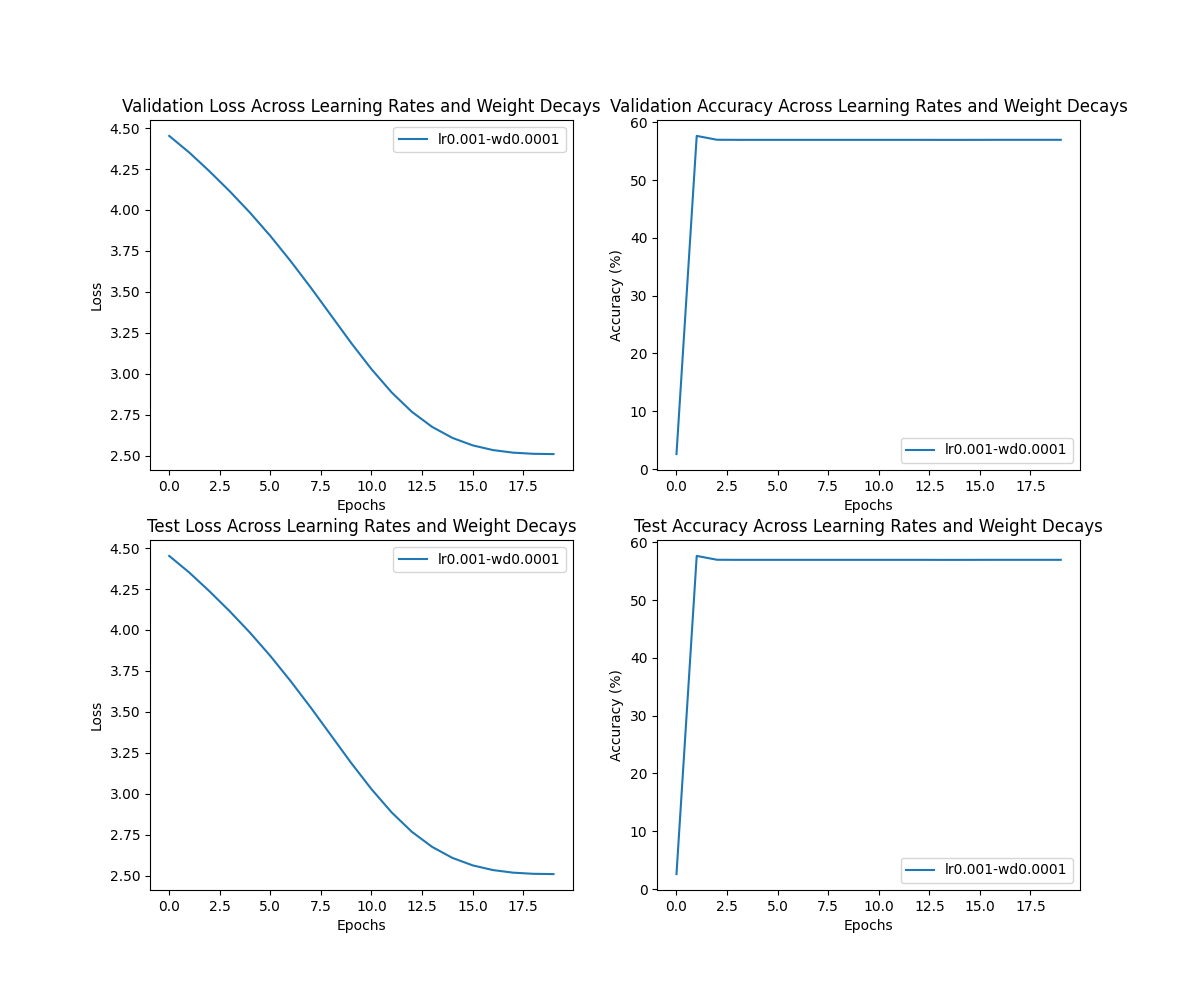 Validation Loss Across Learning Rates and Weight Decays
4.50
4.25
4.00
3.75
3.50
3.25
3.00
2.75
2.50
Loss
lr0.001-wd0.0001
0.0 2.5 5.0 7.5 10.0 12.5 15.0 17.5
Epochs
Validation Accuracy Across Learning Rates and Weight Decays
60
50
40
30
20
10
0
Accuracy (%)
lr0.001-wd0.0001
0.0 2.5 5.0 7.5 10.0 12.5 15.0 17.5
Epochs
Test Loss Across Learning Rates and Weight Decays
4.50
4.25
4.00
3.75
3.50
3.25
3.00
2.75
2.50
Loss
lr0.001-wd0.0001
0.0 2.5 5.0 7.5 10.0 12.5 15.0 17.5
Epochs
Test Accuracy Across Learning Rates and Weight Decays
60
50
40
30
20
10
0
Accuracy (%)
lr0.001-wd0.0001
0.0 2.5 5.0 7.5 10.0 12.5 15.0 17.5
Epochs